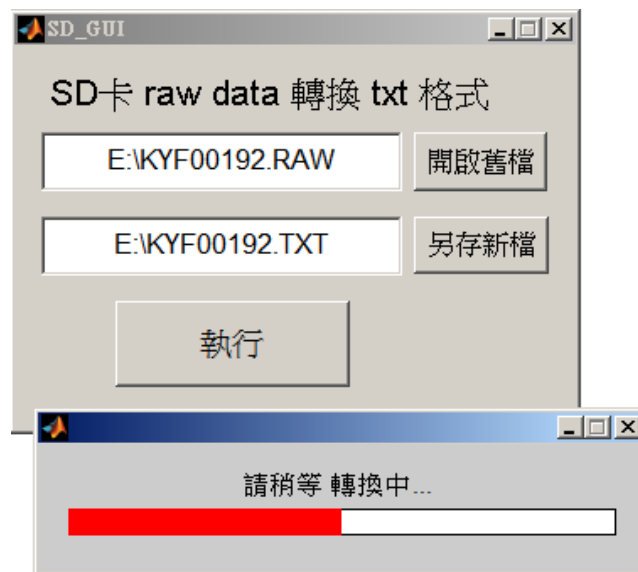 SD_GUI
SD卡 raw data 轉換 txt 格式
E:\KYF00192.RAW 開啟舊檔
E:\KYF00192.TXT 另存新檔
執行
請稍等 轉換中...